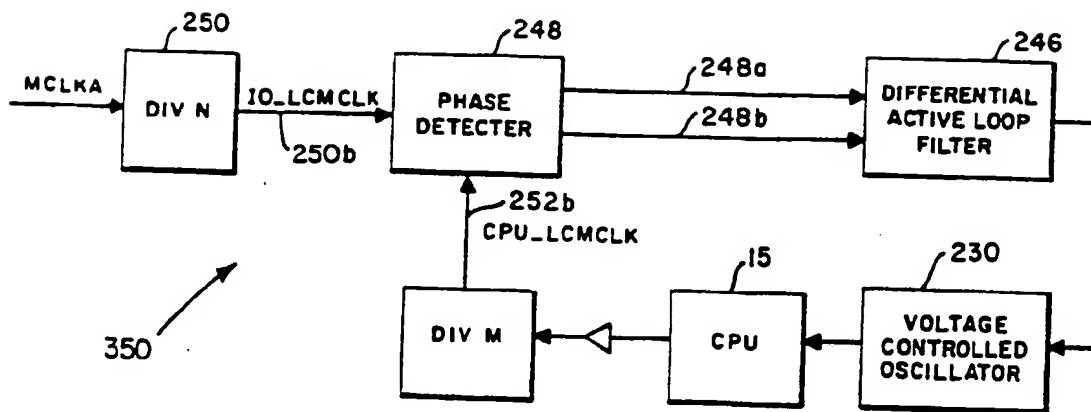 250
MCLKA
DIV N
IO_LCMCLK
250b
248
PHASE
DETECTER
248a
248b
246
DIFFERENTIAL
ACTIVE LOOP
FILTER
252b
CPU_LCMCLK
350
DIV M
15
CPU
230
VOLTAGE
CONTROLLED
OSCILLATOR